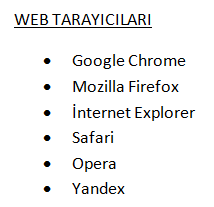 WEB TARAYICILARI
• Google Chrome
• Mozilla Firefox
• İnternet Explorer
• Safari
• Opera
• Yandex